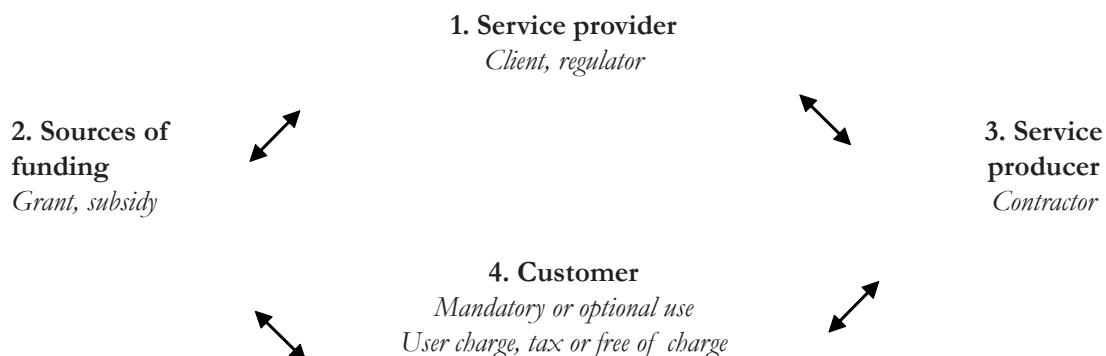 1. Service provider
Client, regulator
2. Sources of
funding
Grant, subsidy
3. Service
producer
Contractor
4. Customer
Mandatory or optional use
User charge, tax or free of charge